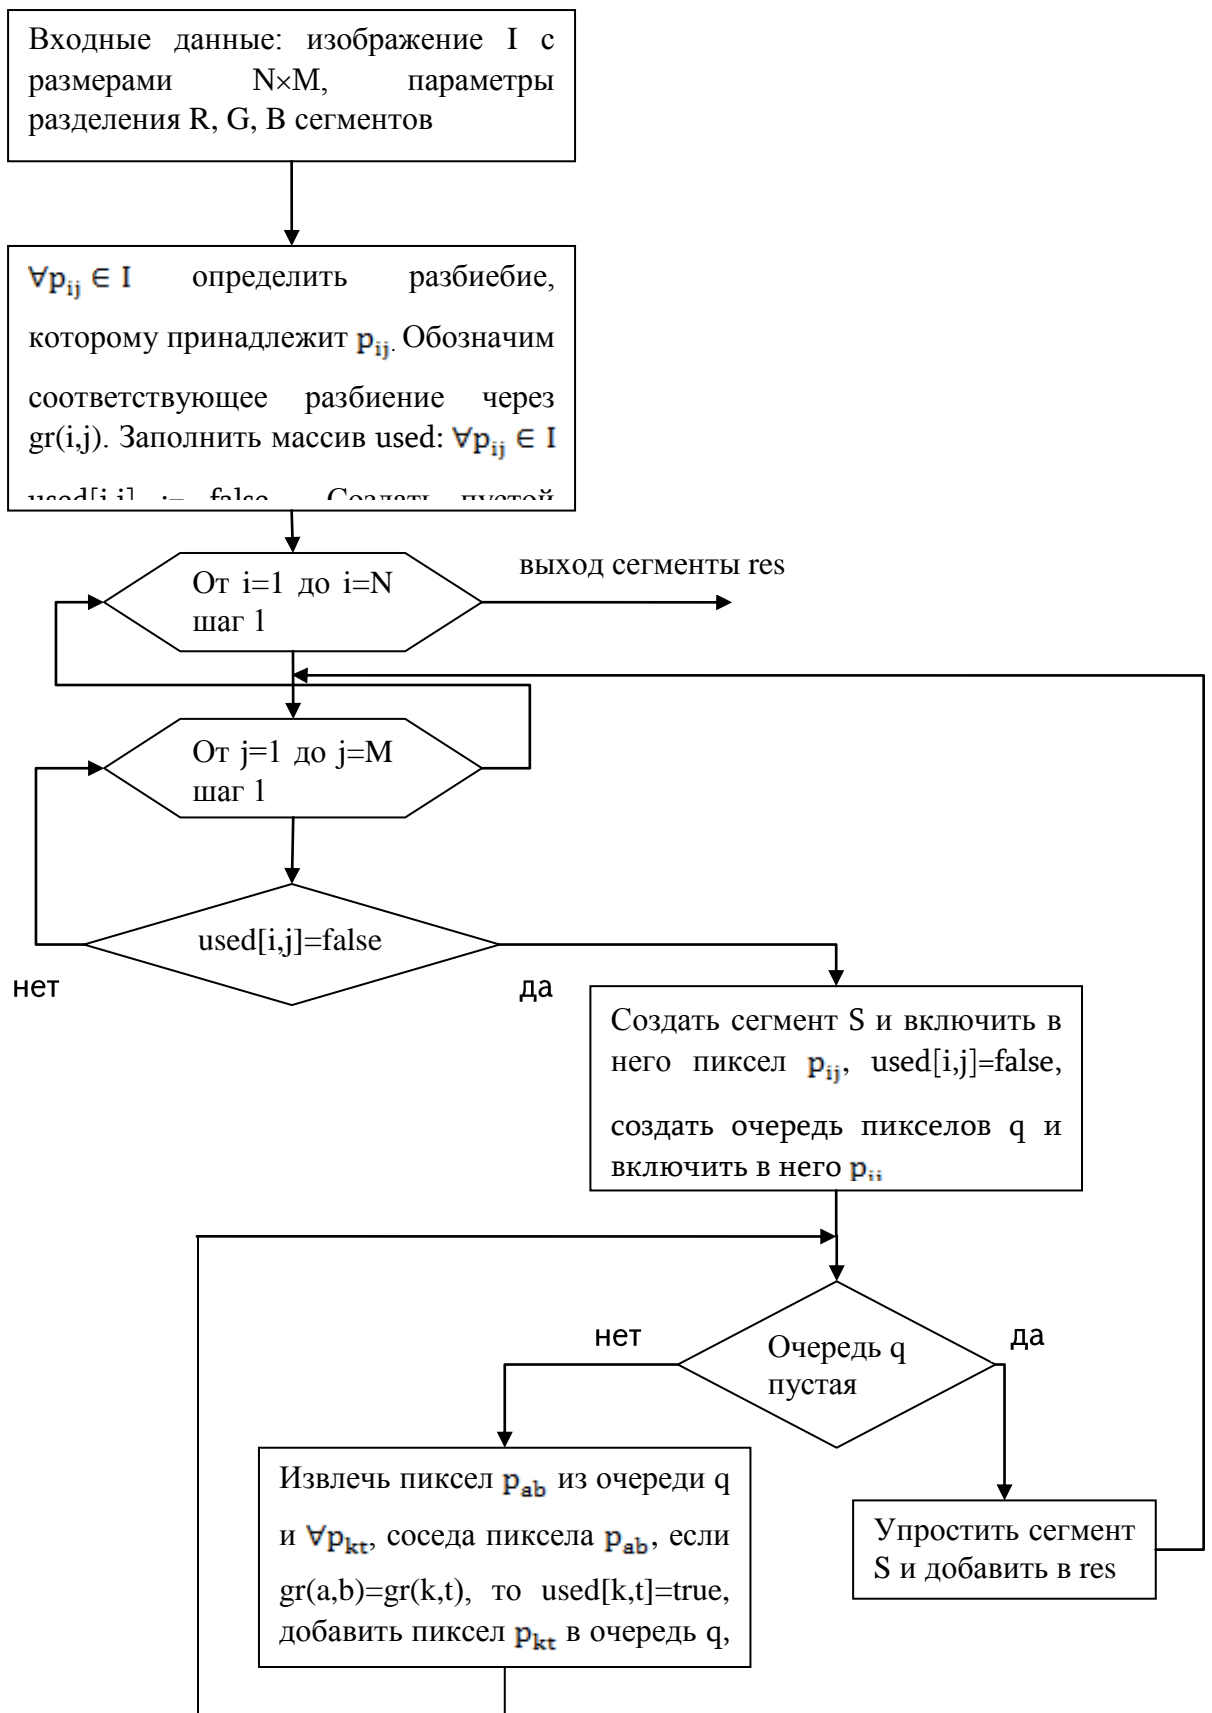 Входные данные: изображение I с
размерами N×M, параметры
разделения R, G, B сегментов
∀p_ij ∈ I определить разбиебие,
которому принадлежит p_ij. Обозначим
соответствующее разбиение через
gr(i,j). Заполнить массив used: ∀p_ij ∈ I
used[i,j] := false. Создать пустой
От i=1 до i=N
шаг 1
выход сегменты res
От j=1 до j=M
шаг 1
used[i,j]=false
нет
да
Создать сегмент S и включить в
него пиксел p_ij, used[i,j]=false,
создать очередь пикселов q и
включить в него p_ij
нет
да
Очередь q
пустая
Извлечь пиксел p_ab из очереди q
и ∀p_kt, соседа пиксела p_ab, если
gr(a,b)=gr(k,t), то used[k,t]=true,
добавить пиксел p_kt в очередь q,
Упростить сегмент
S и добавить в res